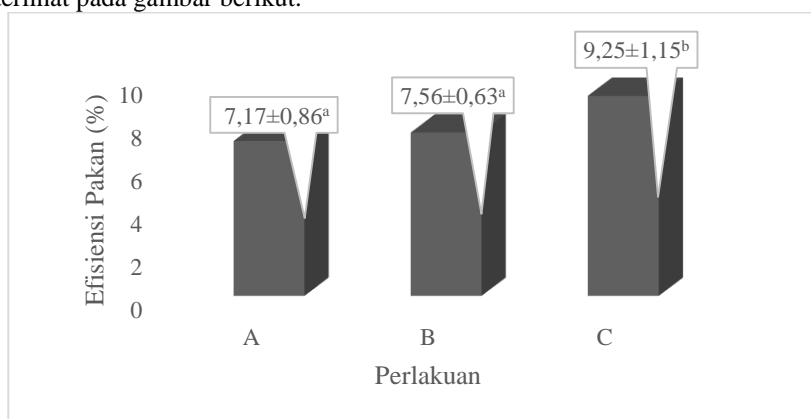 terlihat pada gambar berikut.
9,25±1,15ᵇ
7,56±0,63ᵃ
7,17±0,86ᵃ
10
8
6
4
2
0
Efisiensi Pakan (%)
A B C
Perlakuan